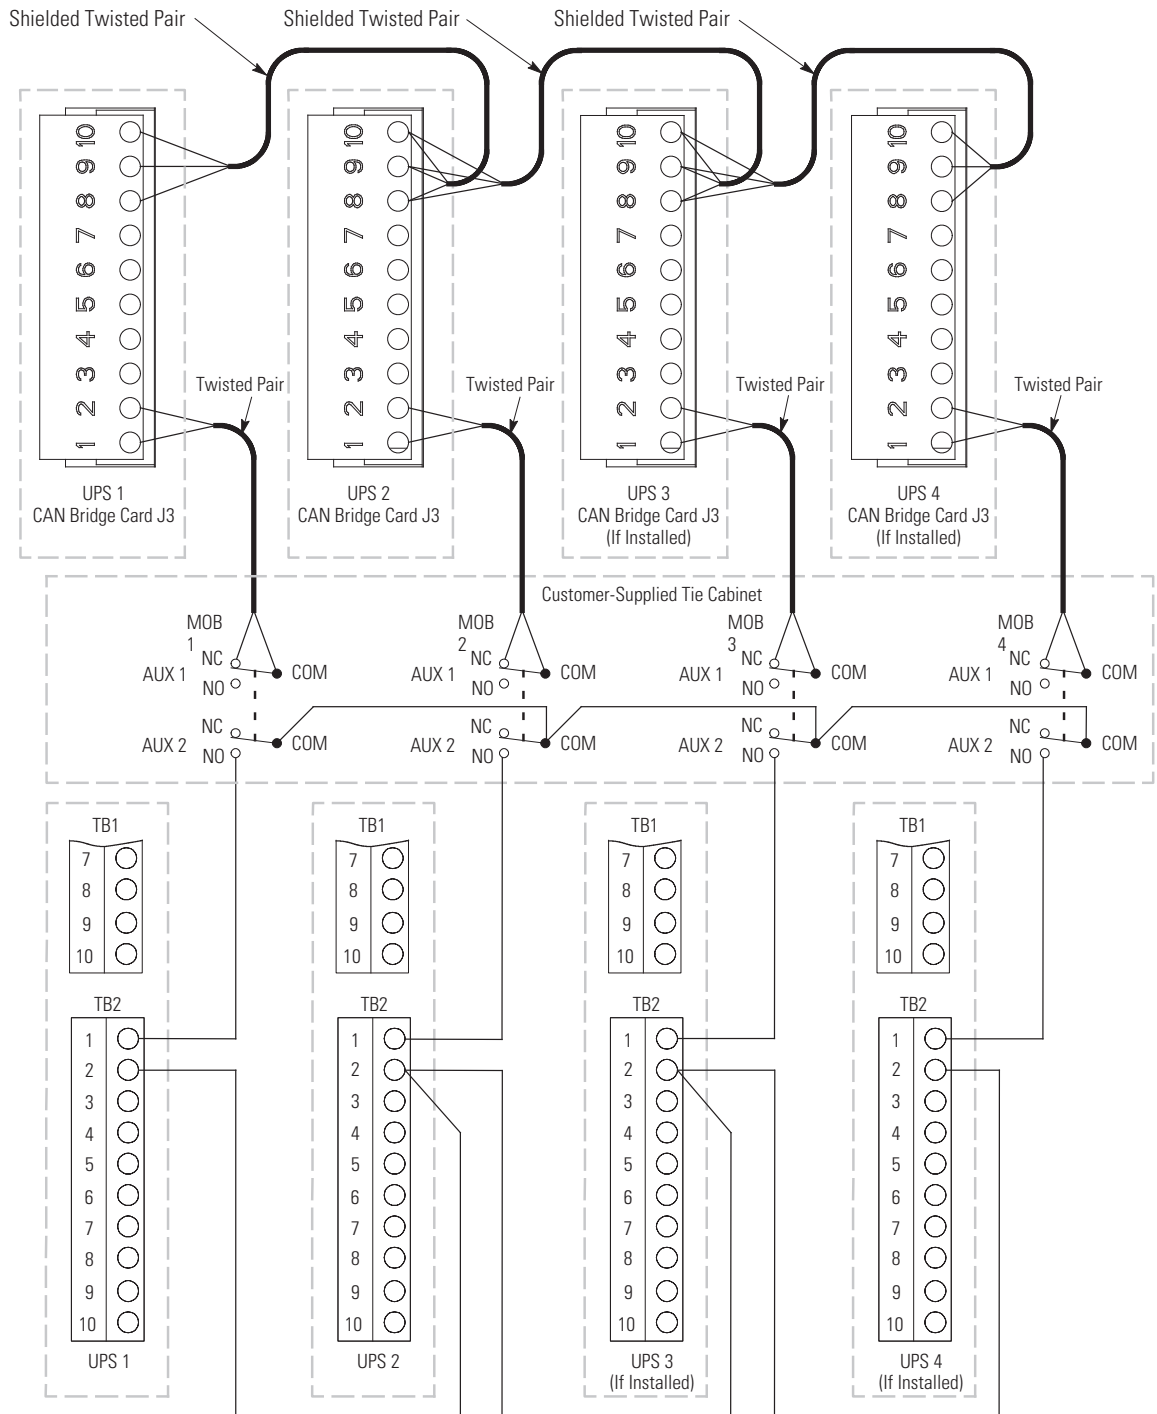 Shielded Twisted Pair Shielded Twisted Pair Shielded Twisted Pair
10 10 10 10
9 9 9 9
8 8 8 8
7 7 7 7
6 6 6 6
5 5 5 5
4 4 4 4
3 3 3 3
Twisted Pair Twisted Pair Twisted Pair Twisted Pair
2 2 2 2
1 1 1 1
UPS 1 UPS 2 UPS 3 UPS 4
CAN Bridge Card J3 CAN Bridge Card J3 CAN Bridge Card J3 CAN Bridge Card J3
(If Installed) (If Installed)
Customer-Supplied Tie Cabinet
MOB MOB MOB MOB
1 2 3 4
NC NC NC NC
AUX 1 COM AUX 1 COM AUX 1 COM AUX 1 COM
NO NO NO NO
NC NC NC NC
AUX 2 COM AUX 2 COM AUX 2 COM AUX 2 COM
NO NO NO NO
TB1 TB1 TB1 TB1
7 7 7 7
8 8 8 8
9 9 9 9
10 10 10 10
TB2 TB2 TB2 TB2
1 1 1 1
2 2 2 2
3 3 3 3
4 4 4 4
5 5 5 5
6 6 6 6
7 7 7 7
8 8 8 8
9 9 9 9
10 10 10 10
UPS 1 UPS 2 UPS 3 UPS 4
(If Installed) (If Installed)